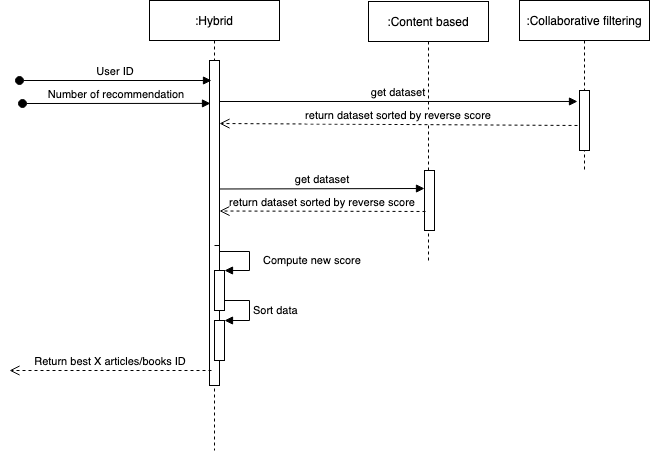 :Hybrid
:Content based
:Collaborative filtering
User ID
Number of recommendation
get dataset
return dataset sorted by reverse score
get dataset
return dataset sorted by reverse score
Compute new score
Sort data
Return best X articles/books ID